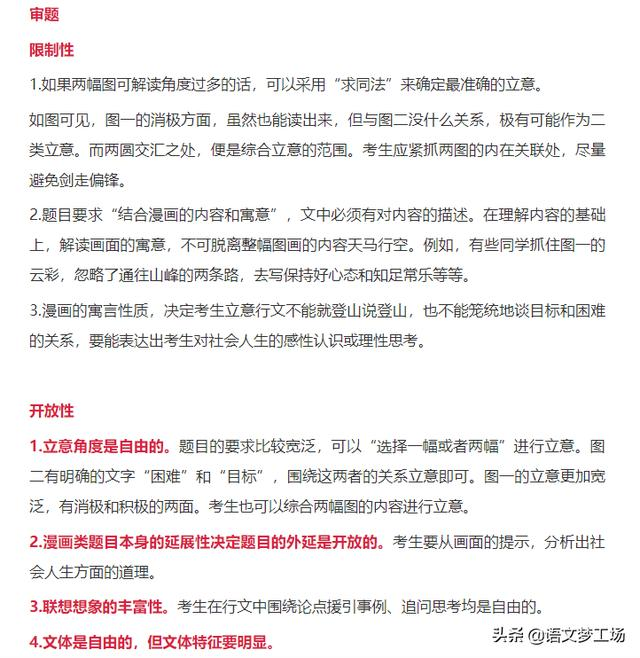 审题
限制性
1.如果两幅图可解读角度过多的话，可以采用“求同法”来确定最准确的立意。
如图可见，图一的消极方面，虽然也能读出来，但与图二没什么关系，极有可能作为二
类立意。而两圆交汇之处，便是综合立意的范围。考生应紧抓两图的内在关联处，尽量
避免剑走偏锋。
2.题目要求“结合漫画的内容和寓意”，文中必须有对内容的描述。在理解内容的基础
上，解读画面的寓意，不可脱离整幅图画的内容天马行空。例如，有些同学抓住图一的
云彩，忽略了通往山峰的两条路，去写保持好心态和知足常乐等等。
3.漫画的寓言性质，决定考生立意行文不能就登山说登山，也不能笼统地谈目标和困难
的关系，要能表达出考生对社会人生的感性认识或理性思考。
开放性
1.立意角度是自由的。题目的要求比较宽泛，可以“选择一幅或者两幅”进行立意。图
二有明确的文字“困难”和“目标”，围绕这两者的关系立意即可。图一的立意更加宽
泛，有消极和积极的两面。考生也可以综合两幅图的内容进行立意。
2.漫画类题目本身的延展性决定题目的外延是开放的。考生要从画面的提示，分析出社
会人生方面的道理。
3.联想想象的丰富性。考生在行文中围绕论点援引事例、追问思考均是自由的。
4.文体是自由的，但文体特征要明显。
头条 @语文梦工场